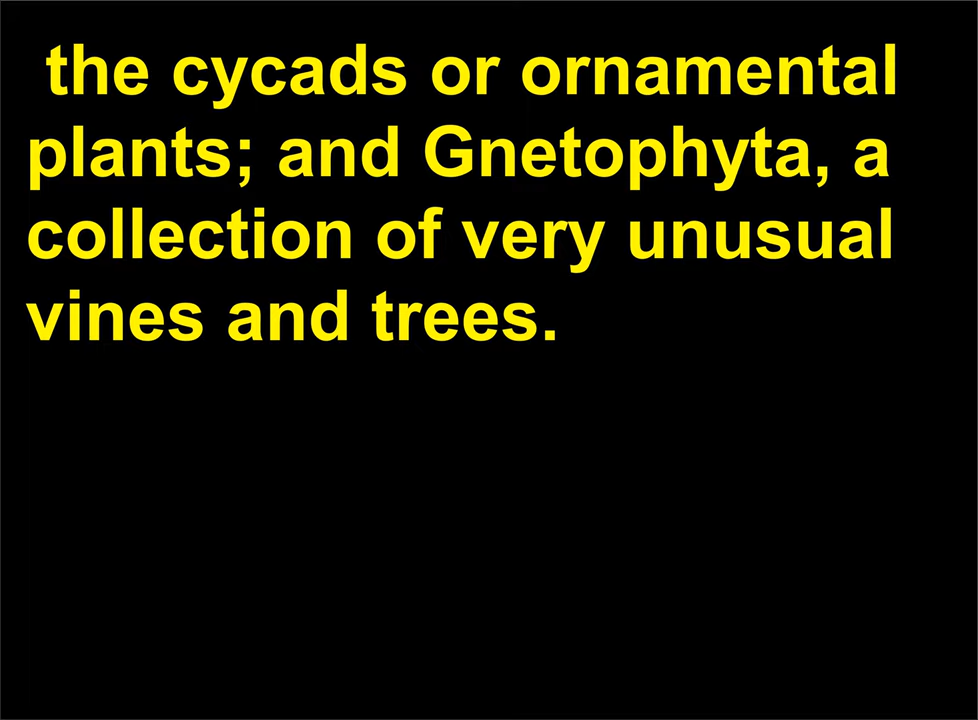 the cycads or ornamental
plants; and Gnetophyta, a
collection of very unusual
vines and trees.